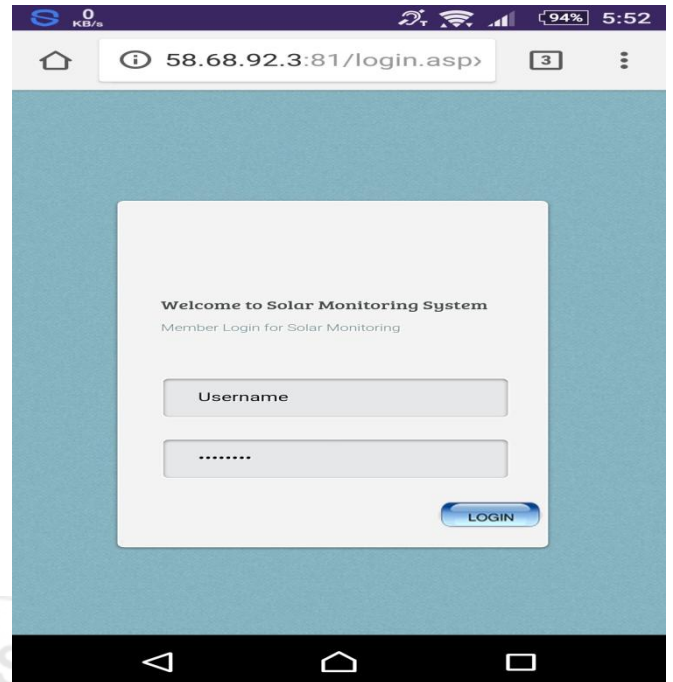 0
KB/s
94% 5:52
58.68.92.3:81/login.asp
3
Welcome to Solar Monitoring System
Member Login for Solar Monitoring
Username
••••••••
LOGIN